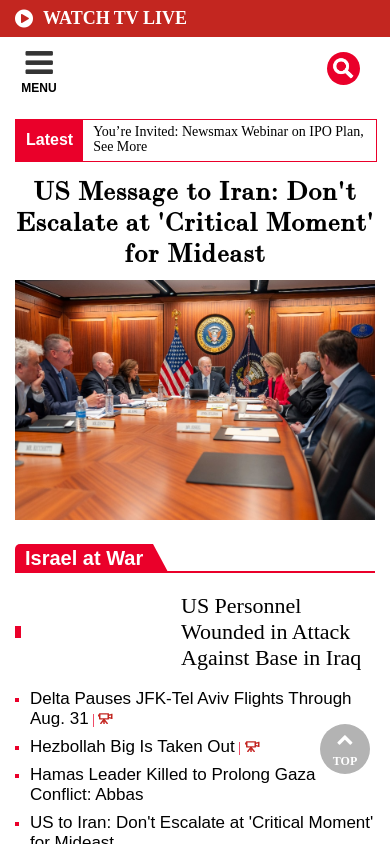 WATCH TV LIVE
MENU
Latest
You’re Invited: Newsmax Webinar on IPO Plan,
See More
US Message to Iran: Don't
Escalate at 'Critical Moment'
for Mideast
Israel at War
US Personnel
Wounded in Attack
Against Base in Iraq
Delta Pauses JFK-Tel Aviv Flights Through
Aug. 31 |
Hezbollah Big Is Taken Out |
Hamas Leader Killed to Prolong Gaza
Conflict: Abbas
TOP
US to Iran: Don't Escalate at 'Critical Moment'
for Mideast